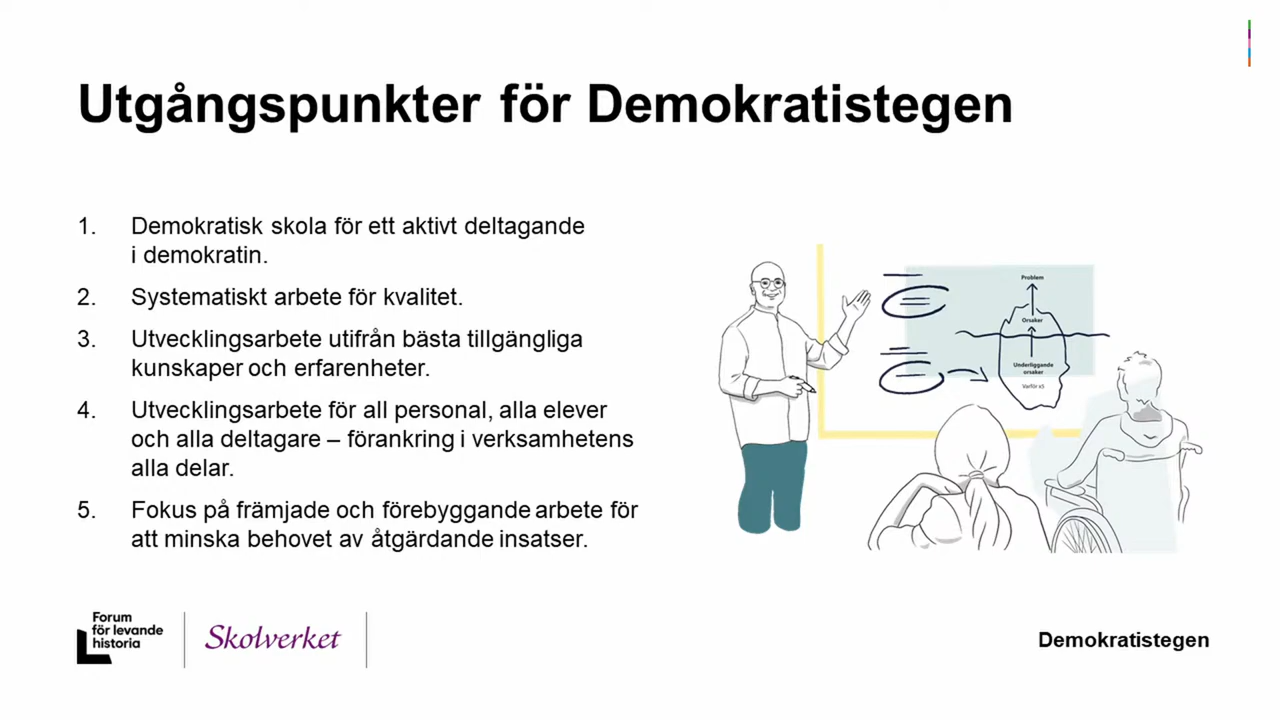 Utgångspunkter för Demokratistegen
1. Demokratisk skola för ett aktivt deltagande
i demokratin.
2. Systematiskt arbete för kvalitet.
3. Utvecklingsarbete utifrån bästa tillgängliga
kunskaper och erfarenheter.
4. Utvecklingsarbete för all personal, alla elever
och alla deltagare – förankring i verksamhetens
alla delar.
5. Fokus på främjade och förebyggande arbete för
att minska behovet av åtgärdande insatser.
Problem
Orsaker
Underliggande
orsaker
Varför x5
Forum
för levande
historia
Skolverket
Demokratistegen